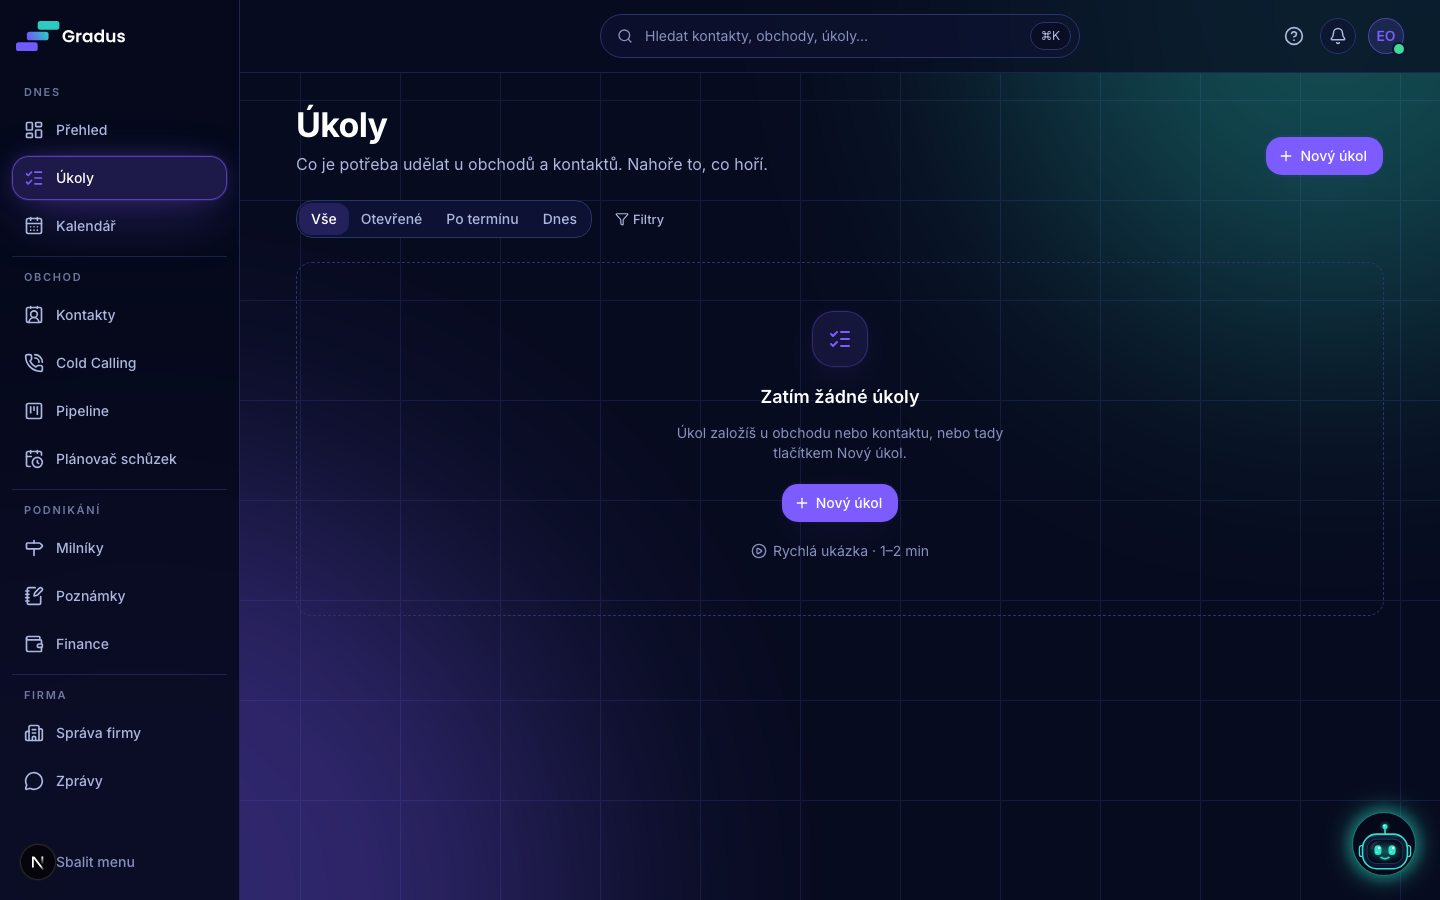 Gradus
Hledat kontakty, obchody, úkoly...
⌘K
EO
DNES
Přehled
Úkoly
Kalendář
OBCHOD
Kontakty
Cold Calling
Pipeline
Plánovač schůzek
PODNIKÁNÍ
Milníky
Poznámky
Finance
FIRMA
Správa firmy
Zprávy
N
Sbalit menu
Úkoly
Co je potřeba udělat u obchodů a kontaktů. Nahoře to, co hoří.
Nový úkol
Vše
Otevřené
Po termínu
Dnes
Filtry
Zatím žádné úkoly
Úkol založíš u obchodu nebo kontaktu, nebo tady
tlačítkem Nový úkol.
Nový úkol
Rychlá ukázka · 1–2 min